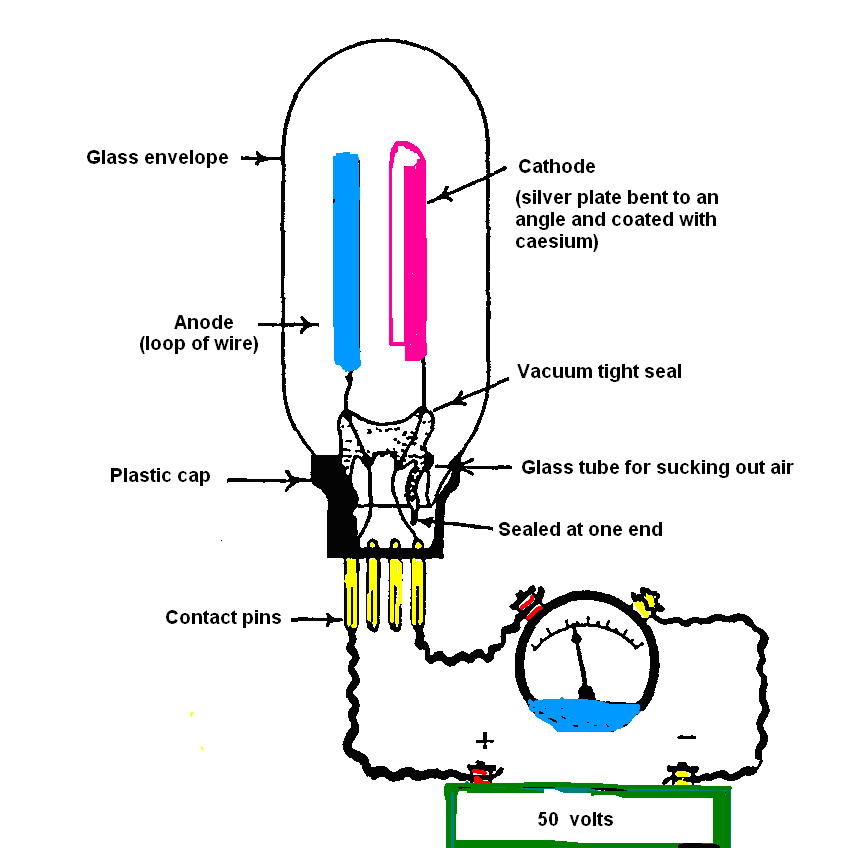 Glass envelope
Cathode
(silver plate bent to an
angle and coated with
caesium)
Anode
(loop of wire)
Vacuum tight seal
Plastic cap
Glass tube for sucking out air
Sealed at one end
Contact pins
+ −
50 volts